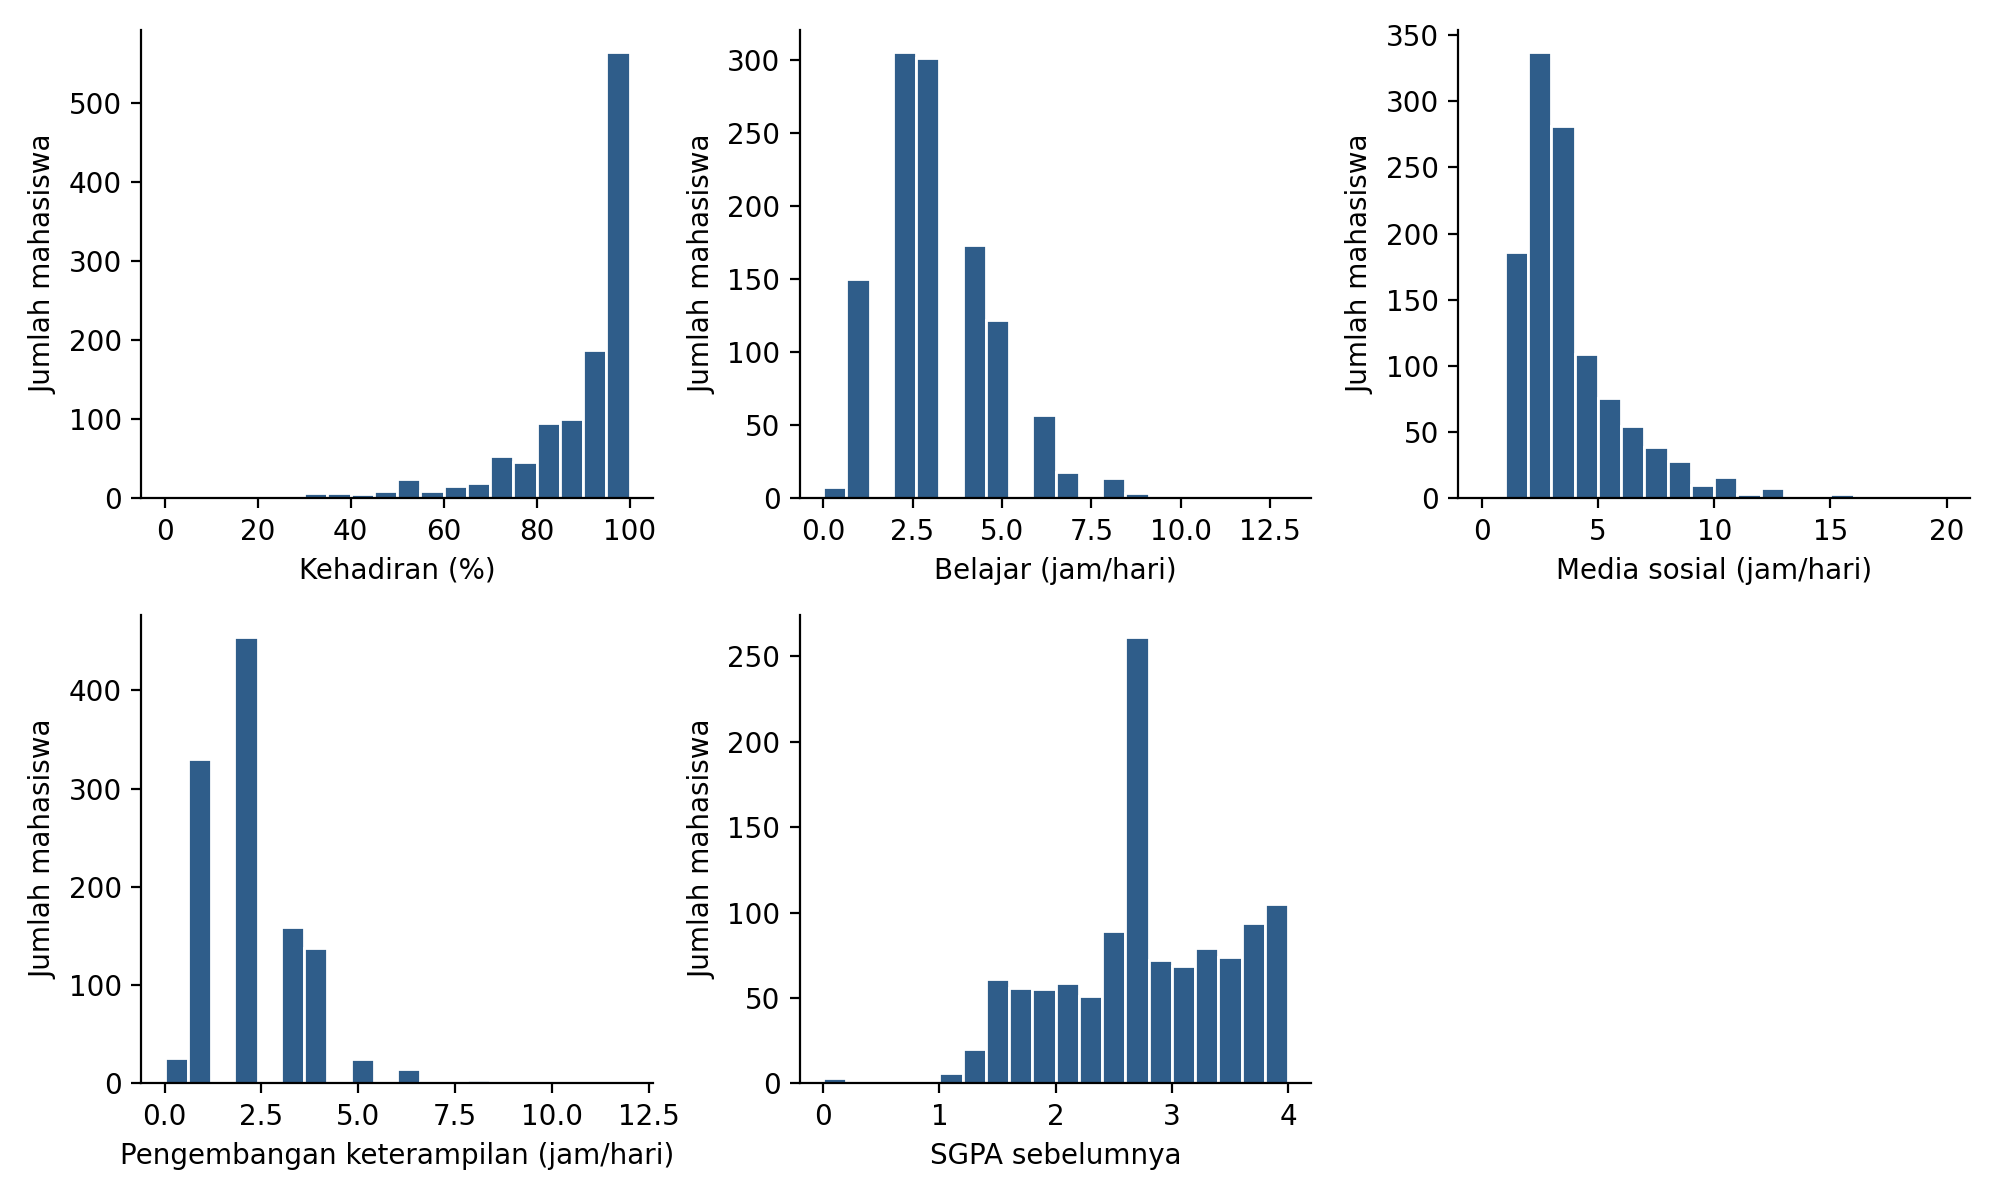 500
400
300
200
100
0
Jumlah mahasiswa
0 20 40 60 80 100
Kehadiran (%)
300
250
200
150
100
50
0
Jumlah mahasiswa
0.0 2.5 5.0 7.5 10.0 12.5
Belajar (jam/hari)
350
300
250
200
150
100
50
0
Jumlah mahasiswa
0 5 10 15 20
Media sosial (jam/hari)
400
300
200
100
0
Jumlah mahasiswa
0.0 2.5 5.0 7.5 10.0 12.5
Pengembangan keterampilan (jam/hari)
250
200
150
100
50
0
Jumlah mahasiswa
0 1 2 3 4
SGPA sebelumnya